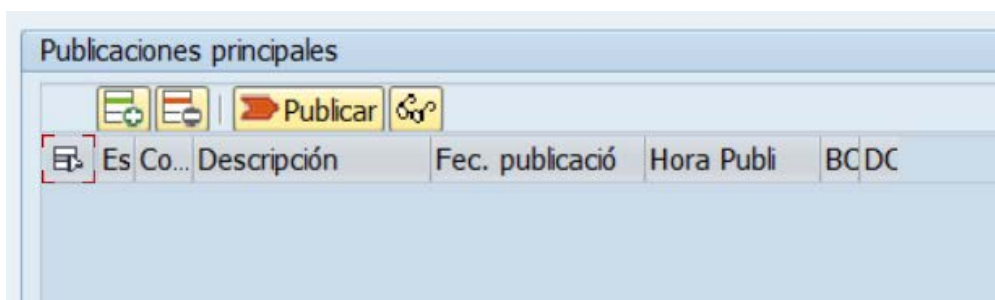 Publicaciones principales
Publicar
Es Co... Descripción Fec. publicació Hora Publi BC DC